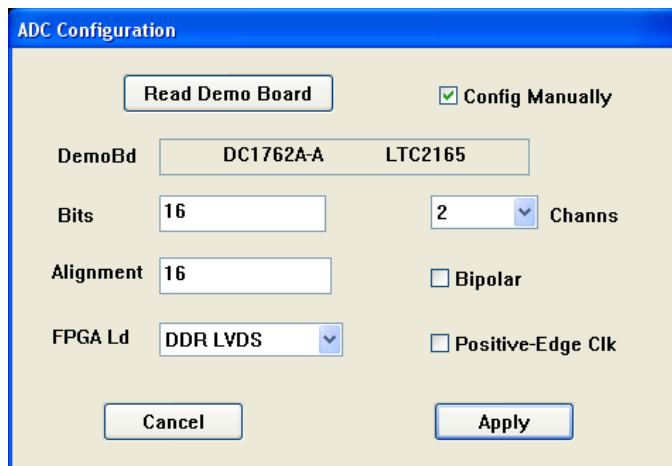 ADC Configuration
Read Demo Board Config Manually
DemoBd DC1762A-A LTC2165
Bits 16 2 Channs
Alignment 16 Bipolar
FPGA Ld DDR LVDS Positive-Edge Clk
Cancel Apply